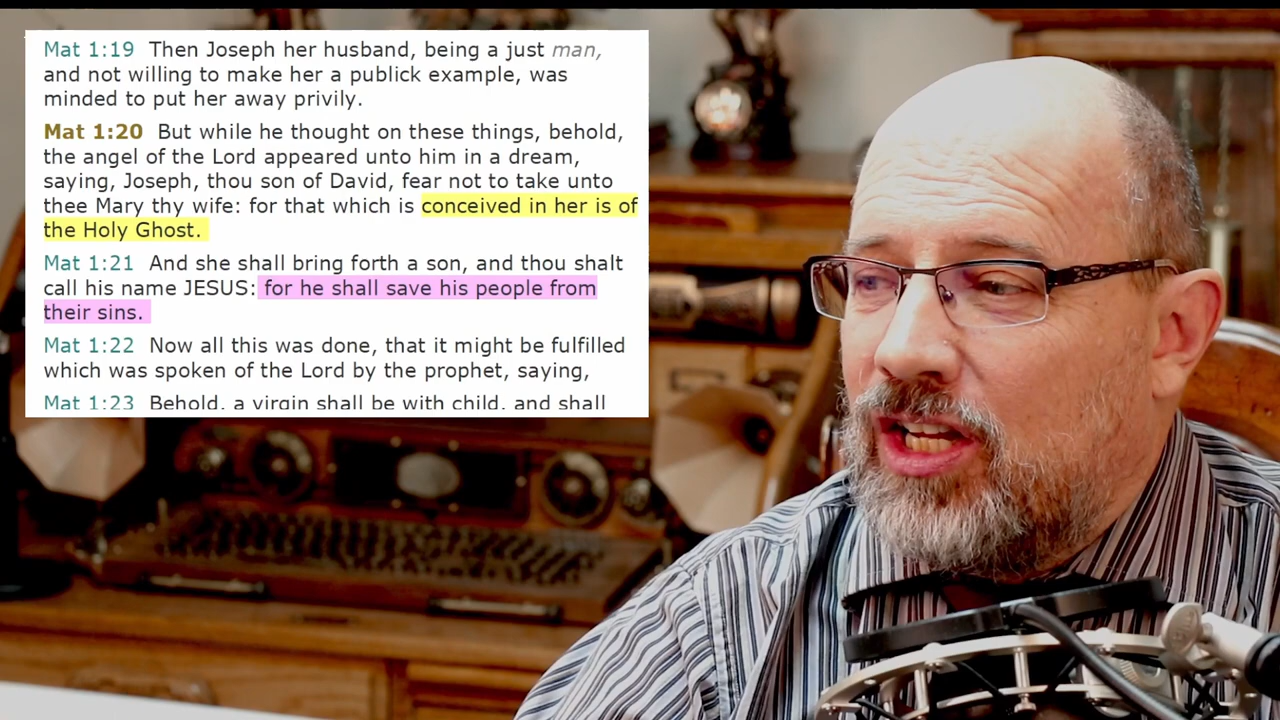 Mat 1:19 Then Joseph her husband, being a just man,
and not willing to make her a publick example, was
minded to put her away privily.
Mat 1:20 But while he thought on these things, behold,
the angel of the Lord appeared unto him in a dream,
saying, Joseph, thou son of David, fear not to take unto
thee Mary thy wife: for that which is conceived in her is of
the Holy Ghost.
Mat 1:21 And she shall bring forth a son, and thou shalt
call his name JESUS: for he shall save his people from
their sins.
Mat 1:22 Now all this was done, that it might be fulfilled
which was spoken of the Lord by the prophet, saying,
Mat 1:23 Behold, a virgin shall be with child, and shall